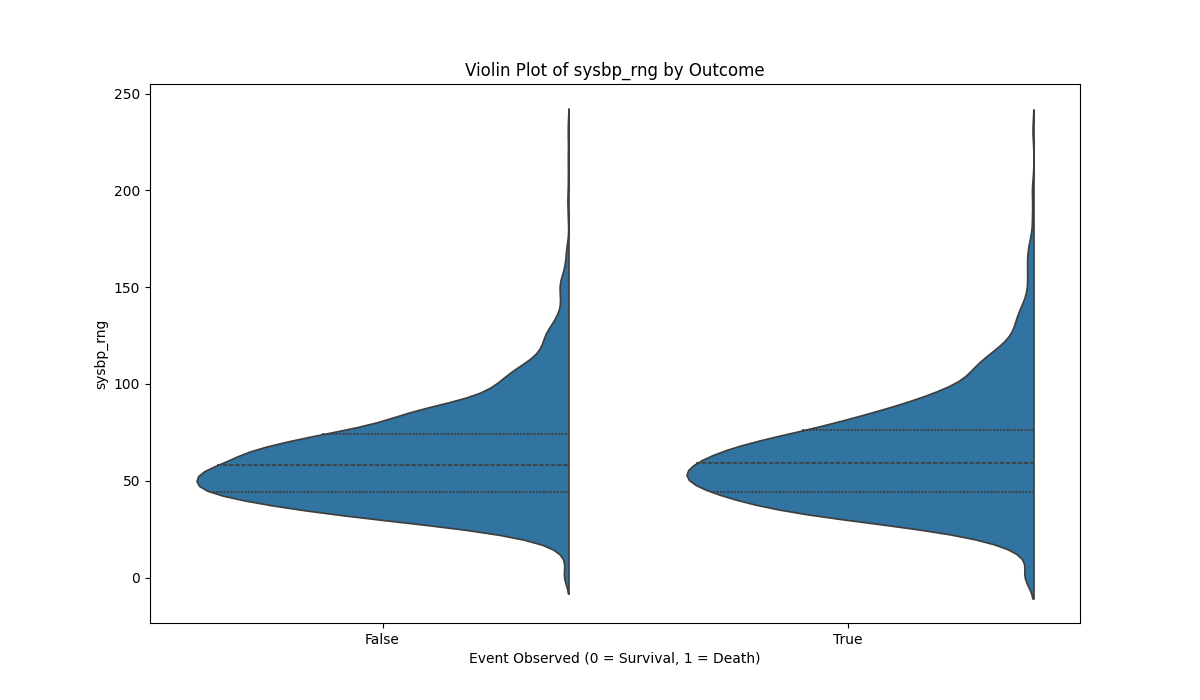 Violin Plot of sysbp_rng by Outcome
250
200
150
100
50
0
sysbp_rng
False
True
Event Observed (0 = Survival, 1 = Death)